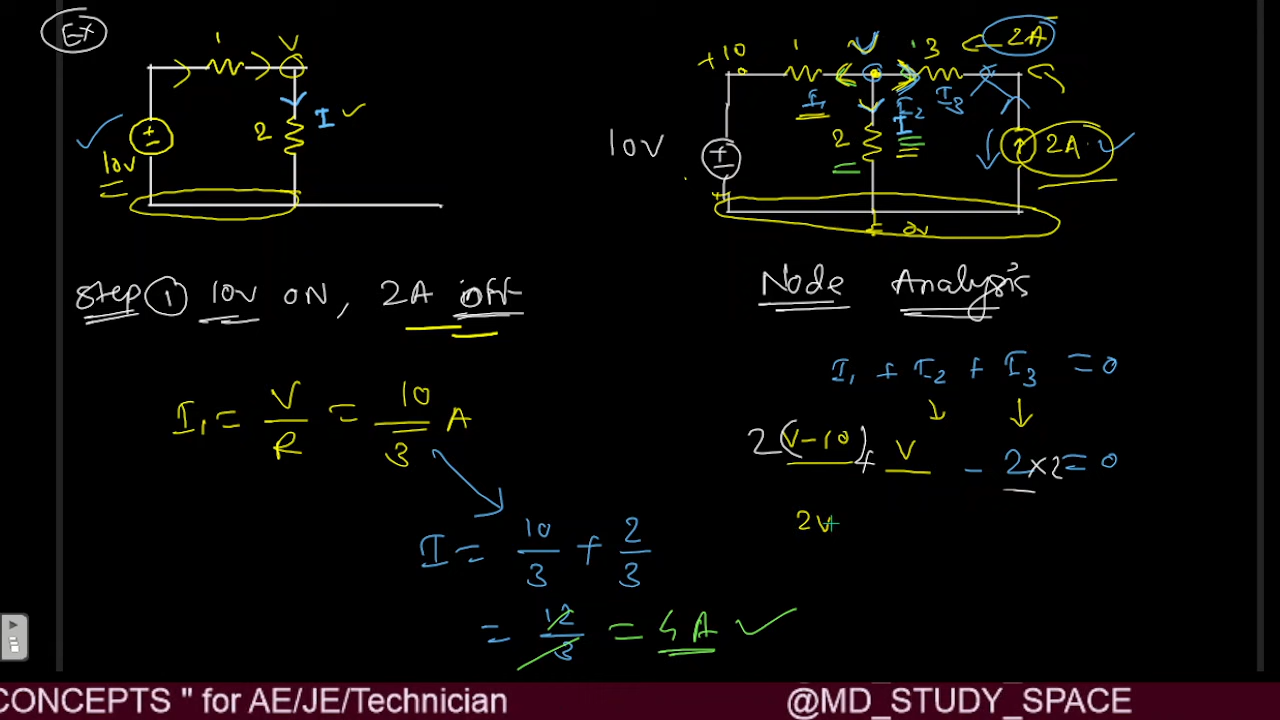 Ex
1 V
10V 2 I
+10 1 V 3 2A
I1 I2 I3
10V 2 I 2A
0V
Step ① 10V ON, 2A off
Node Analysis
I1 + I2 + I3 = 0
I1 = V/R = 10/3 A
2(V-10) + V - 2×2 = 0
2V+
I = 10/3 + 2/3
= 12/3 = 4A
CONCEPTS " for AE/JE/Technician @MD_STUDY_SPACE